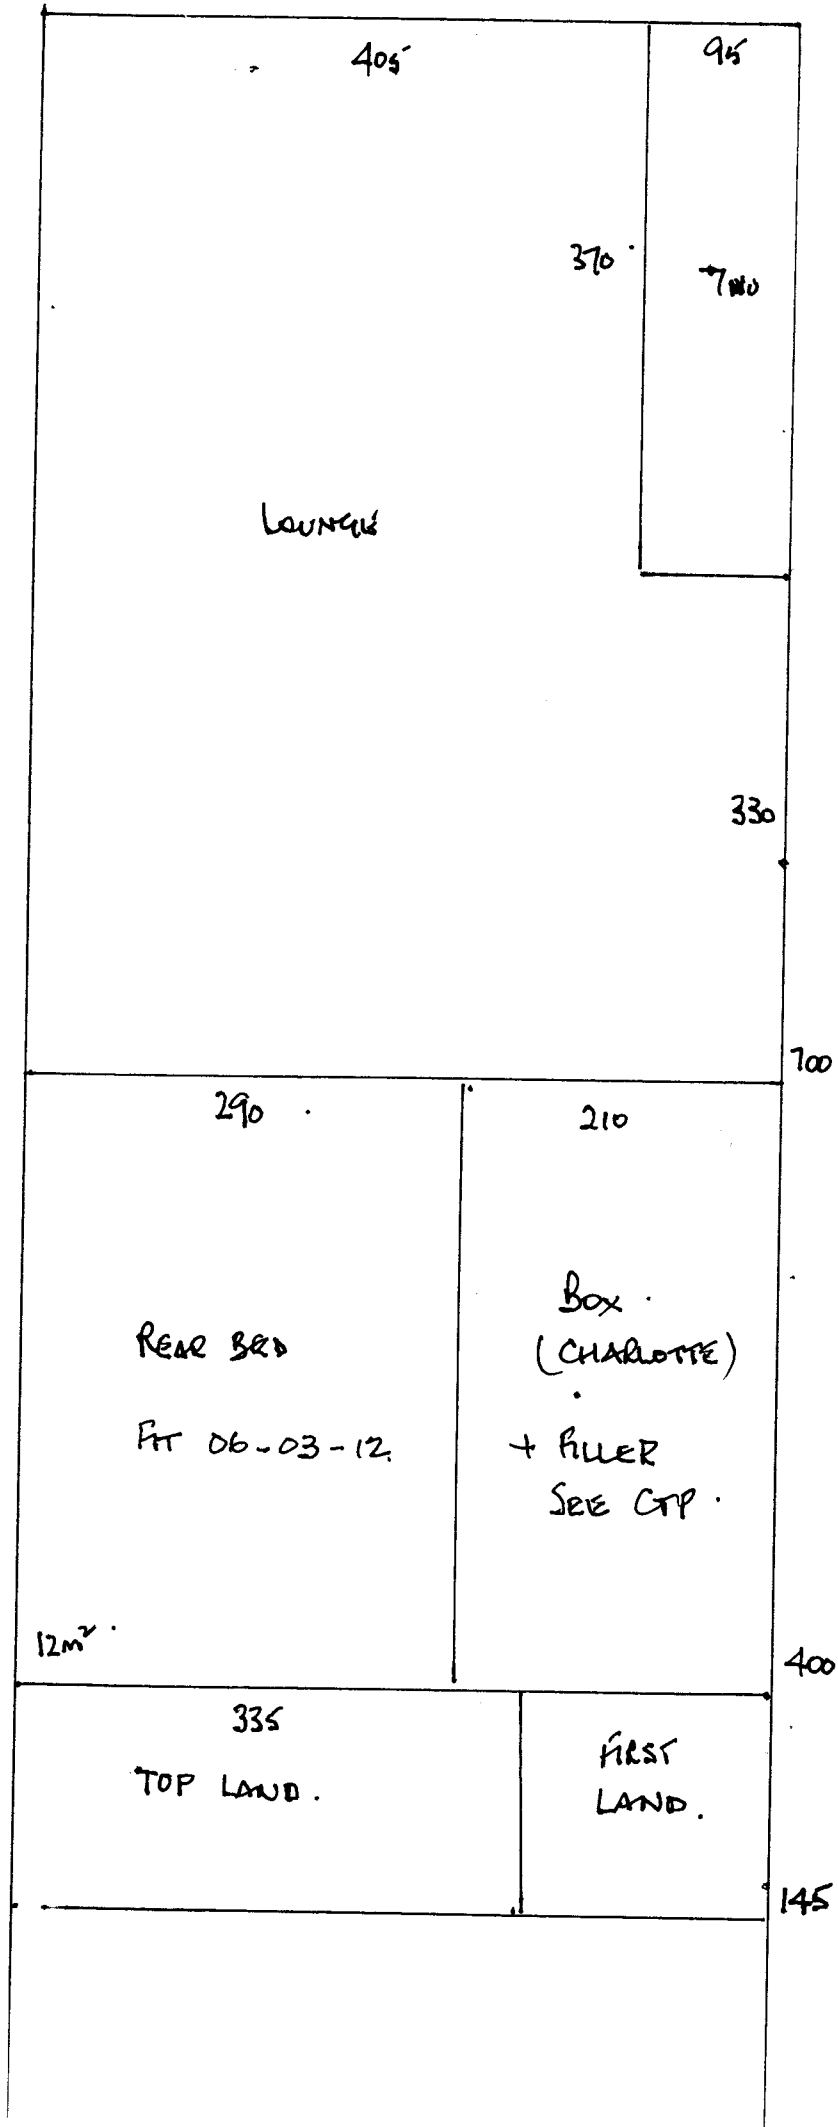 405
95
370
LOUNGE
330
700
290
210
REAR BED
FIT 06-03-12.
BOX
(CHARLOTTE)
+ FILLER
SEE CTP.
12m²
400
335
TOP LAND.
FIRST
LAND.
145